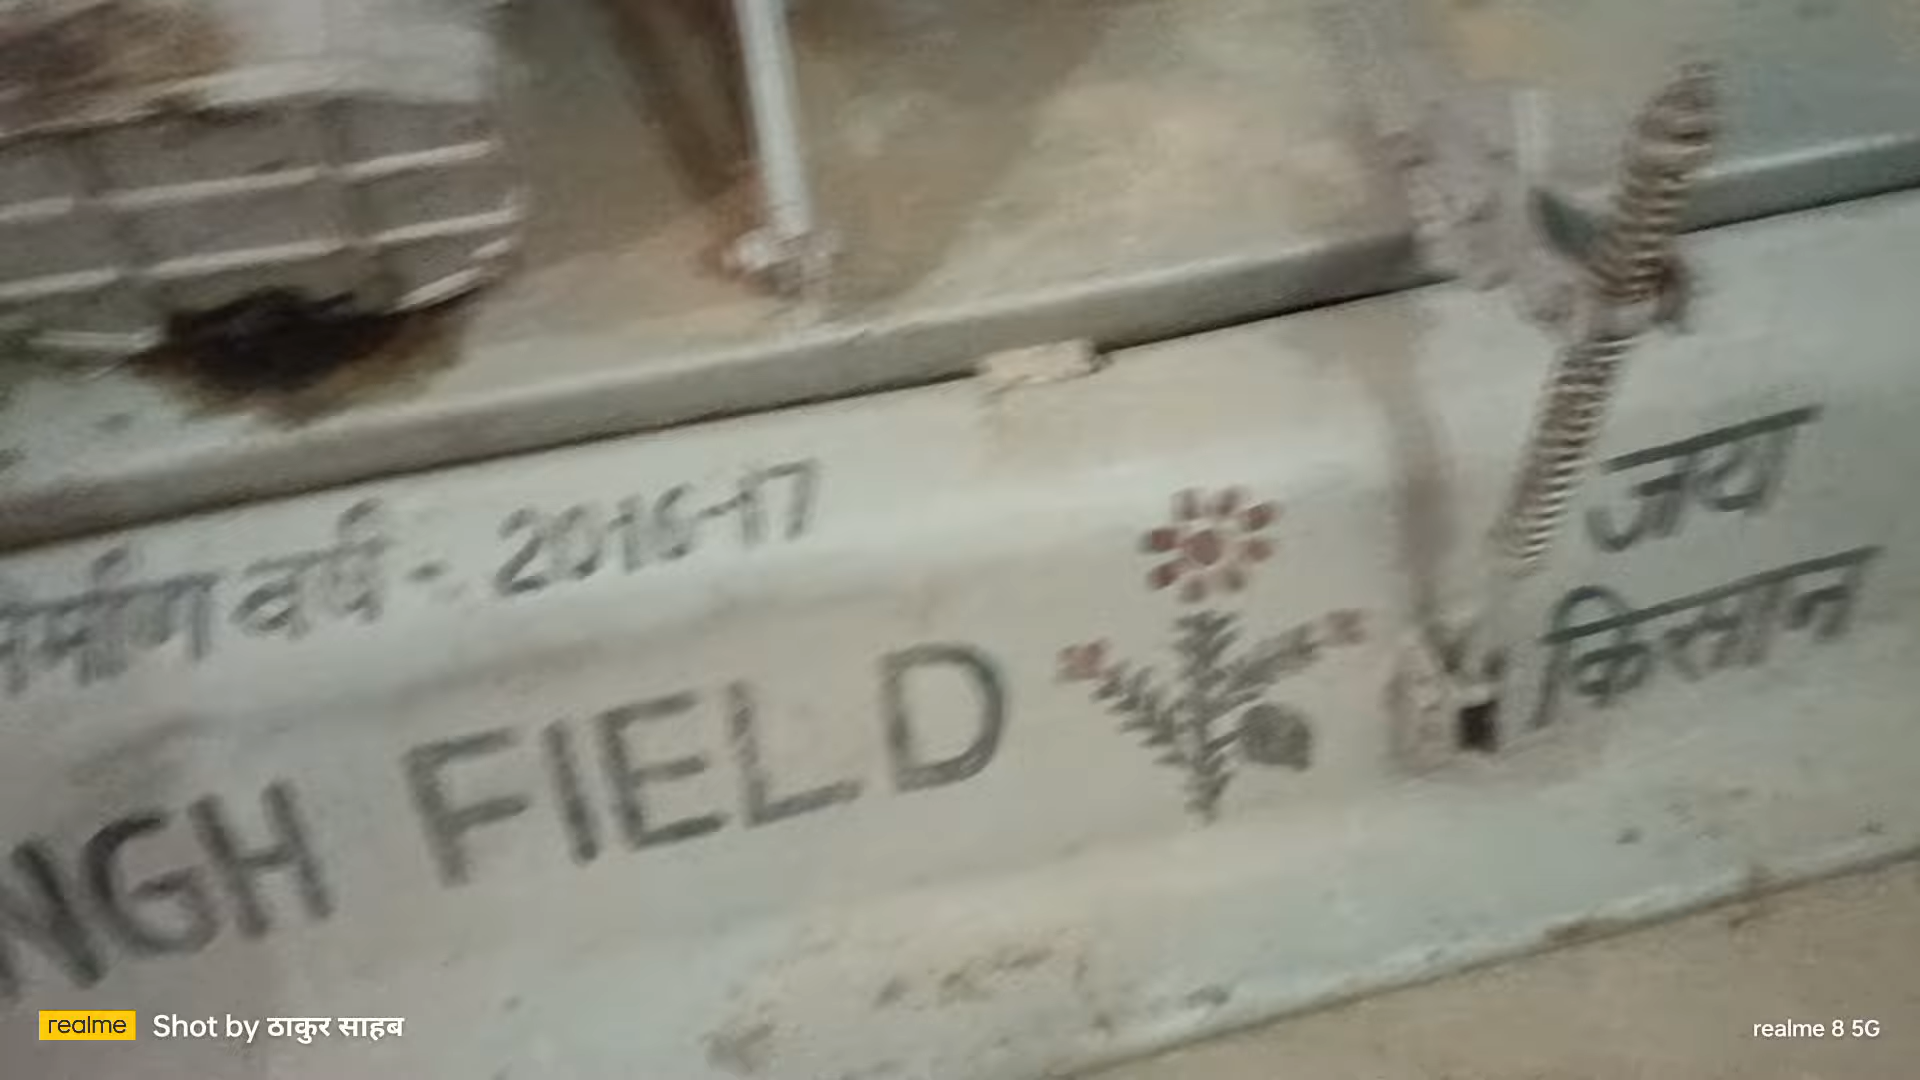 निर्माण वर्ष - 2016-17
NGH FIELD
जय
किसान
realme Shot by ठाकुर साहब
realme 8 5G